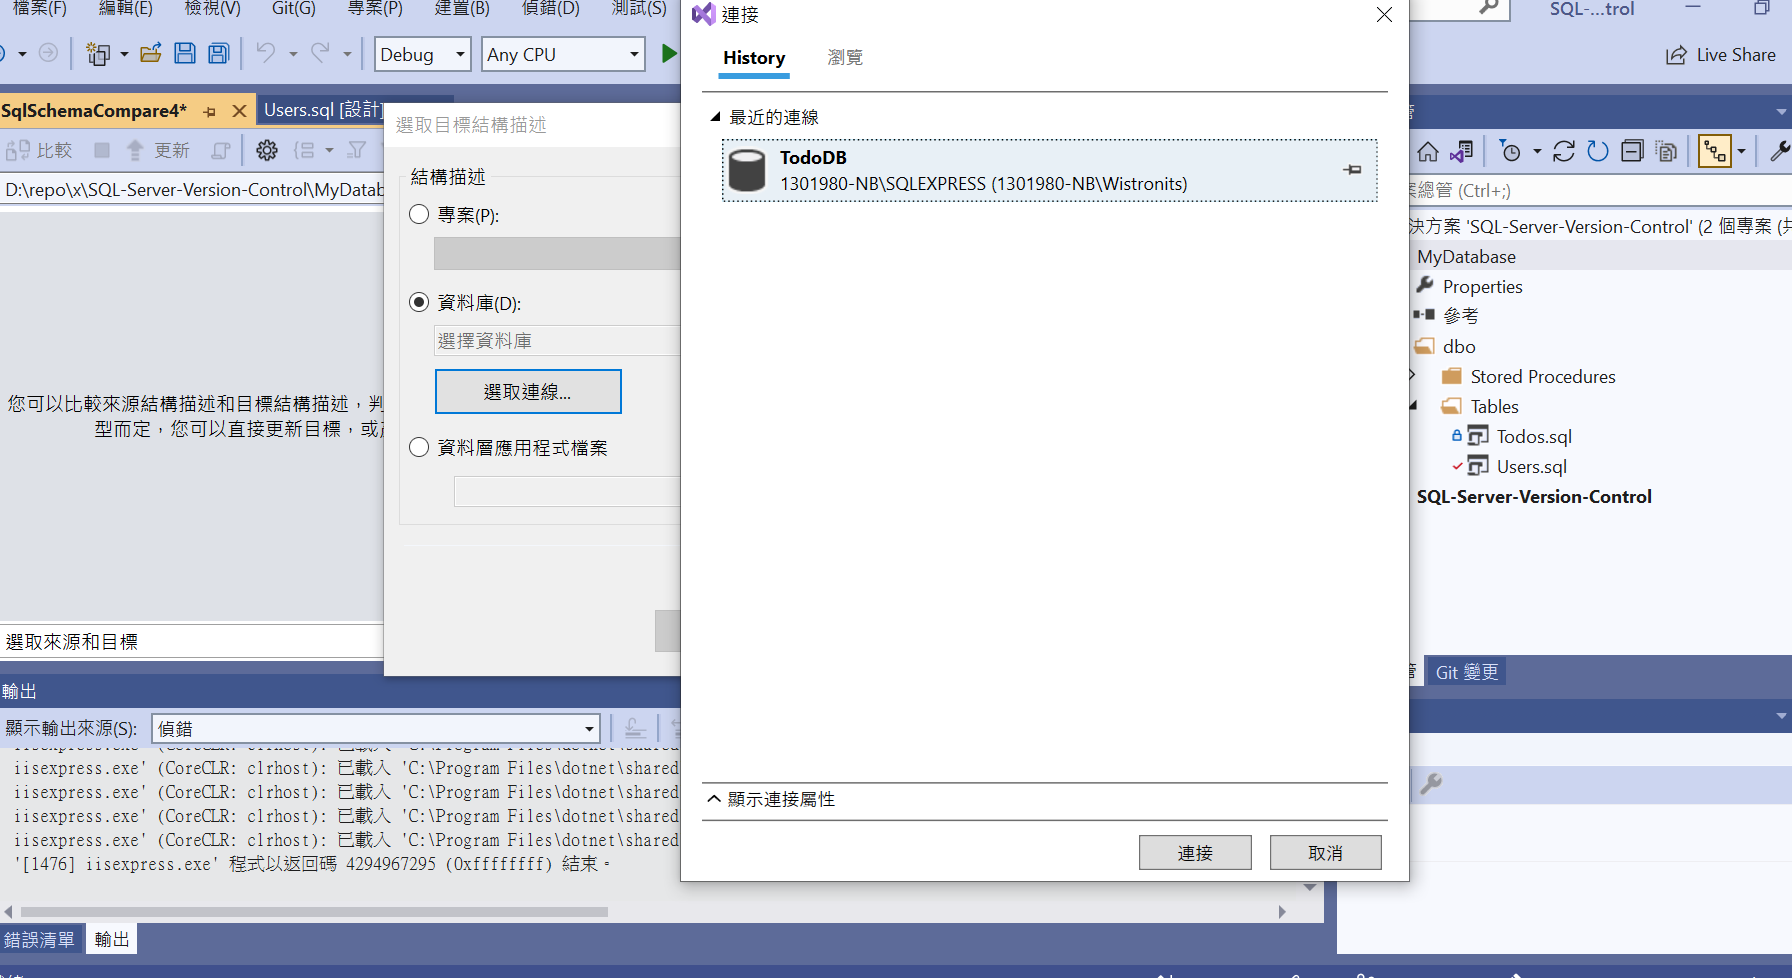 檔案(F) 編輯(E) 檢視(V) Git(G) 專案(P) 建置(B) 偵錯(D) 測試(S)
SQL-...trol
Debug Any CPU
Live Share
SqlSchemaCompare4* Users.sql [設計]
比較 更新
D:\repo\x\SQL-Server-Version-Control\MyDatab
您可以比較來源結構描述和目標結構描述，判
型而定，您可以直接更新目標，或
選取來源和目標
選取目標結構描述
結構描述
專案(P):
資料庫(D):
選擇資料庫
選取連線...
資料層應用程式檔案
連接
History 瀏覽
最近的連線
TodoDB
1301980-NB\SQLEXPRESS (1301980-NB\Wistronits)
顯示連接屬性
連接 取消
總管 (Ctrl+;)
決方案 'SQL-Server-Version-Control' (2 個專案 (共
MyDatabase
Properties
參考
dbo
Stored Procedures
Tables
Todos.sql
Users.sql
SQL-Server-Version-Control
Git 變更
輸出
顯示輸出來源(S): 偵錯
iisexpress.exe' (CoreCLR: clrhost): 已載入 'C:\Program Files\dotnet\shared
iisexpress.exe' (CoreCLR: clrhost): 已載入 'C:\Program Files\dotnet\shared
iisexpress.exe' (CoreCLR: clrhost): 已載入 'C:\Program Files\dotnet\shared
iisexpress.exe' (CoreCLR: clrhost): 已載入 'C:\Program Files\dotnet\shared
iisexpress.exe' (CoreCLR: clrhost): 已載入 'C:\Program Files\dotnet\shared
'[1476] iisexpress.exe' 程式以返回碼 4294967295 (0xffffffff) 結束。
錯誤清單 輸出